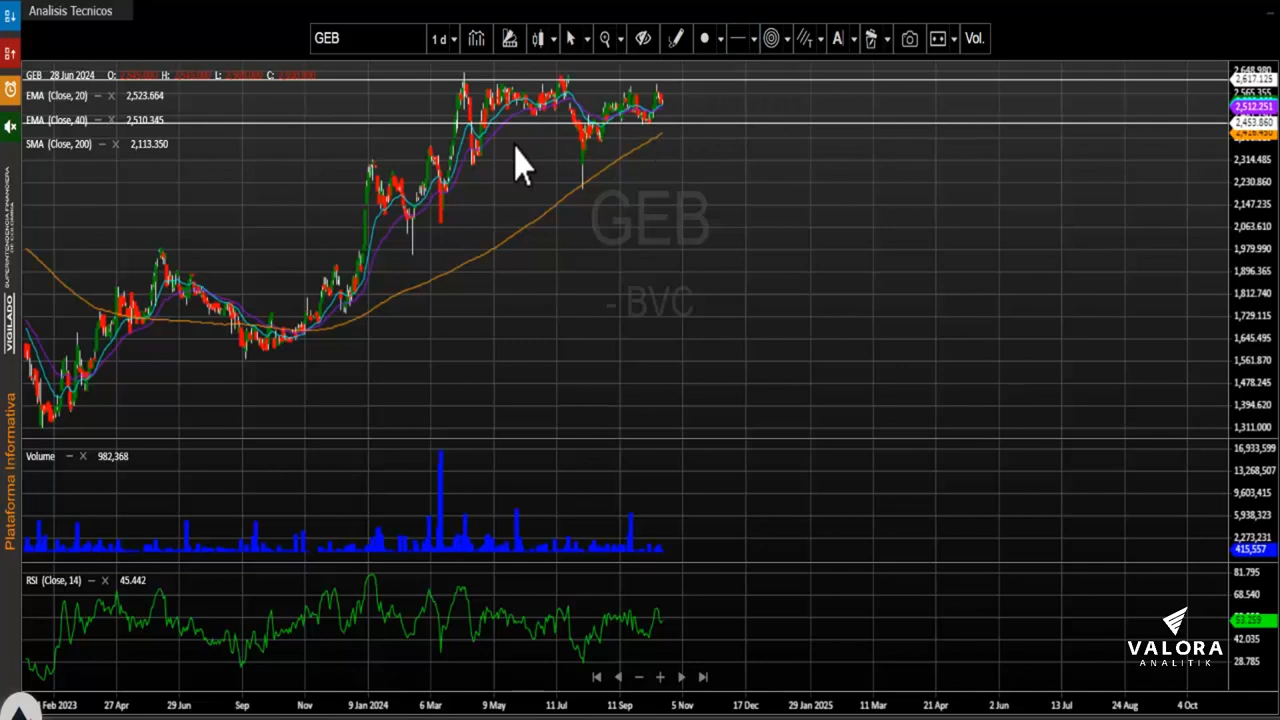 Analisis Tecnicos
GEB
1 d
A
Vol.
GEB 28 Jun 2024 O: H: L: C:
EMA (Close, 20) – X 2,523.664
EMA (Close, 40) – X 2,510.345
SMA (Close, 200) – X 2,113.350
GEB
- BVC
2,648.980
2,617.125
2,565.355
2,512.251
2,453.860
2,314.485
2,230.860
2,147.235
2,063.610
1,979.990
1,896.365
1,812.740
1,729.115
1,645.495
1,561.870
1,478.245
1,394.620
1,311.000
Volume – X 982,368
16,933,599
13,268,507
9,603,415
5,938,323
2,273,231
415,557
RSI (Close, 14) – X 45.442
81.795
68.540
53.259
42.035
28.785
Feb 2023
27 Apr
29 Jun
Sep
Nov
9 Jan 2024
6 Mar
9 May
11 Jul
11 Sep
5 Nov
17 Dec
29 Jan 2025
11 Mar
21 Apr
2 Jun
13 Jul
24 Aug
4 Oct
VIGILADO
SUPERINTENDENCIA FINANCIERA
DE COLOMBIA
Plataforma Informativa
VALORA
ANALITIK